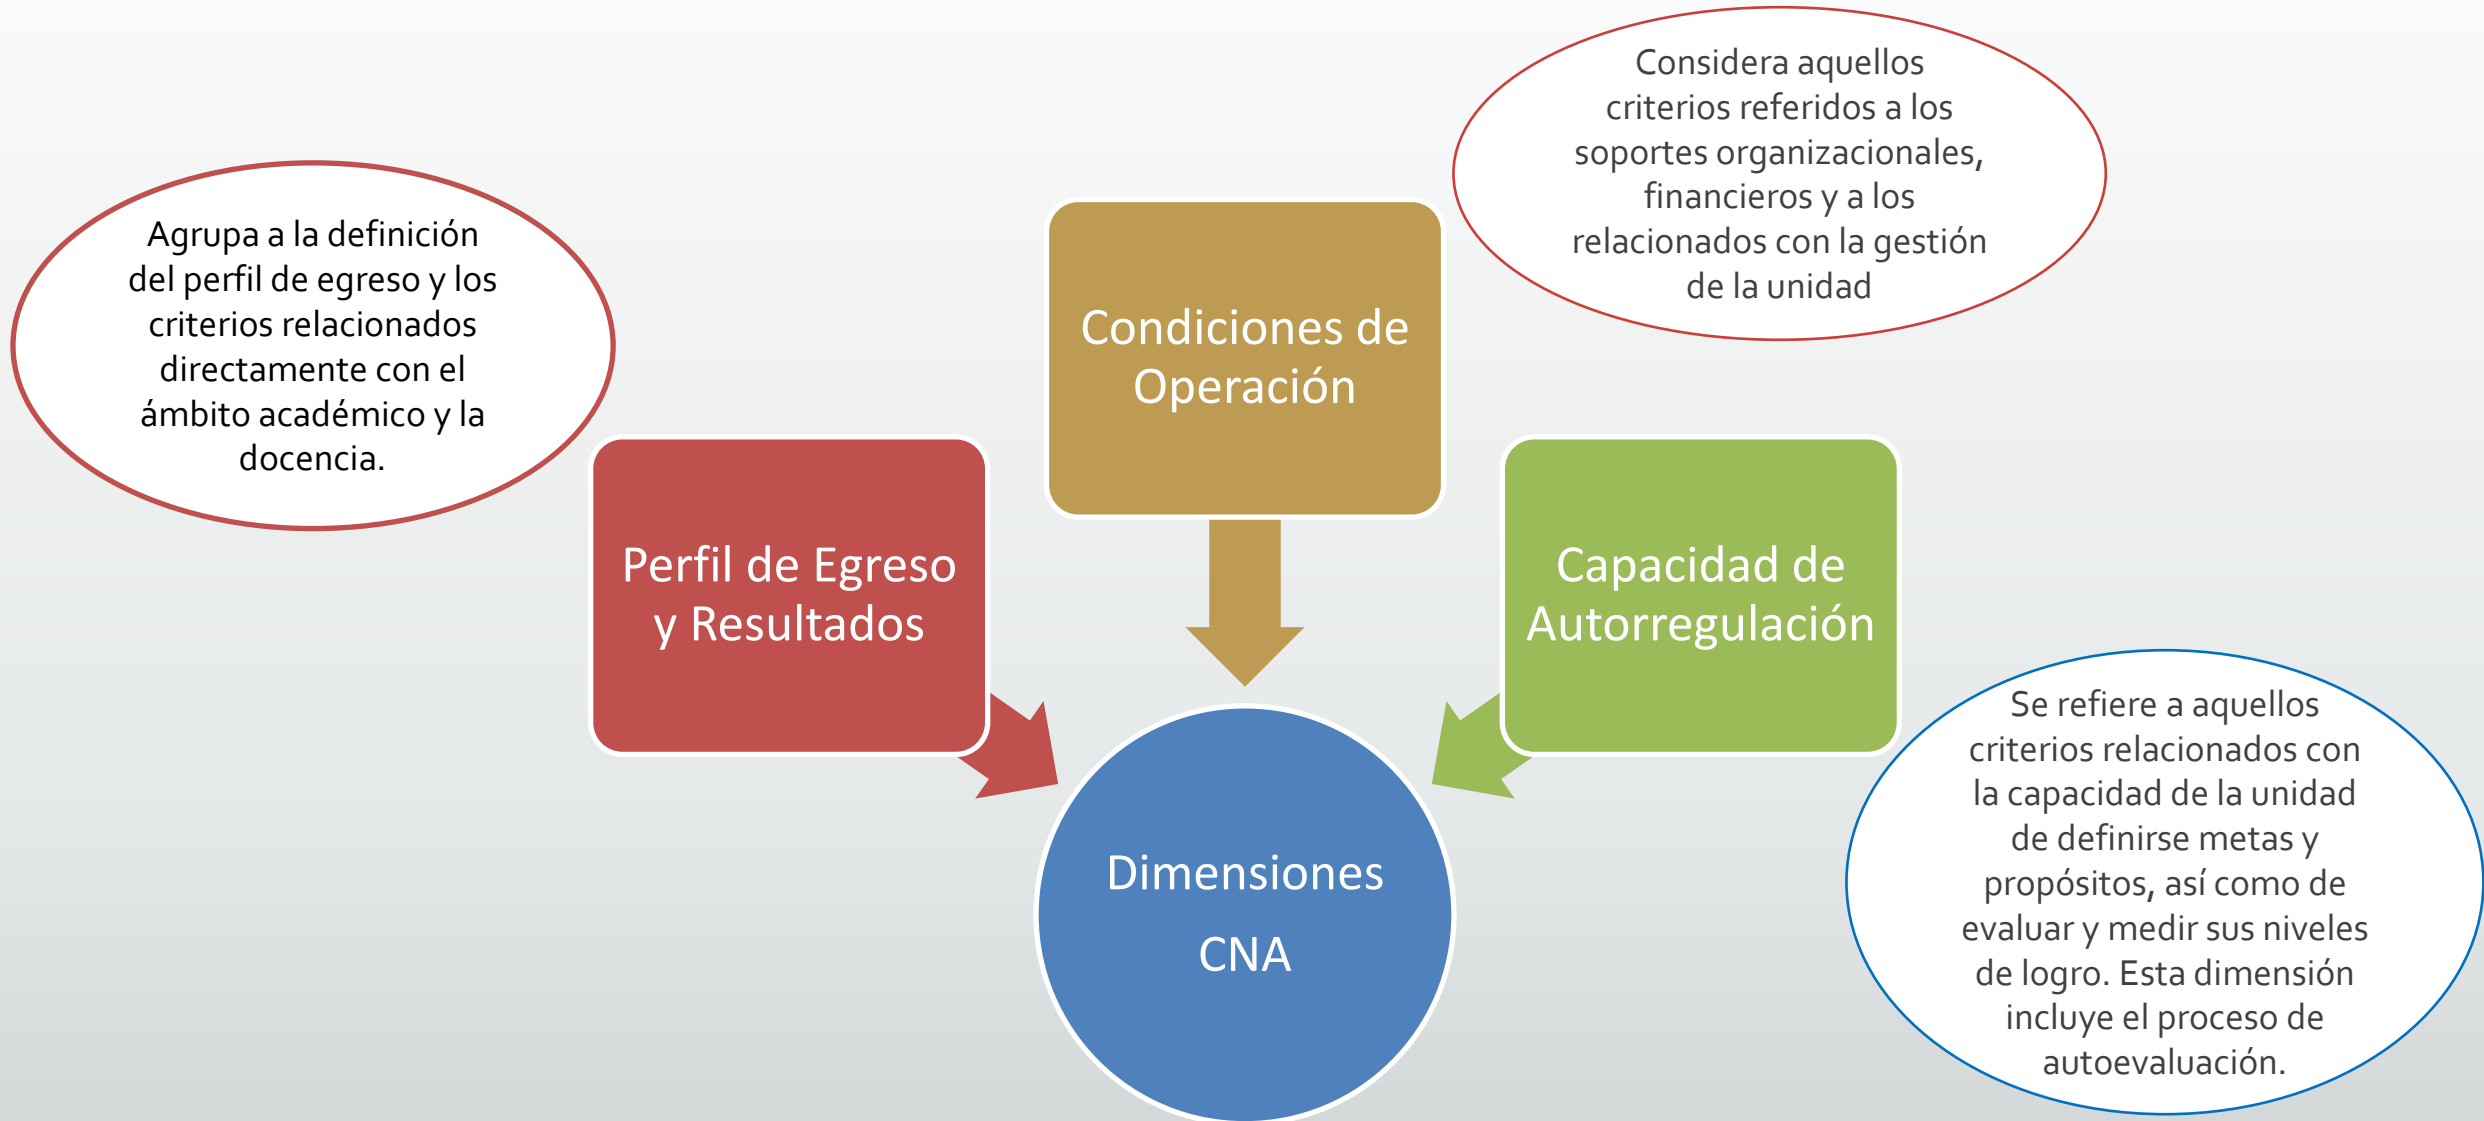 Agrupa a la definición
del perfil de egreso y los
criterios relacionados
directamente con el
ámbito académico y la
docencia.
Perfil de Egreso
y Resultados
Condiciones de
Operación
Considera aquellos
criterios referidos a los
soportes organizacionales,
financieros y a los
relacionados con la gestión
de la unidad
Capacidad de
Autorregulación
Se refiere a aquellos
criterios relacionados con
la capacidad de la unidad
de definirse metas y
propósitos, así como de
evaluar y medir sus niveles
de logro. Esta dimensión
incluye el proceso de
autoevaluación.
Dimensiones
CNA